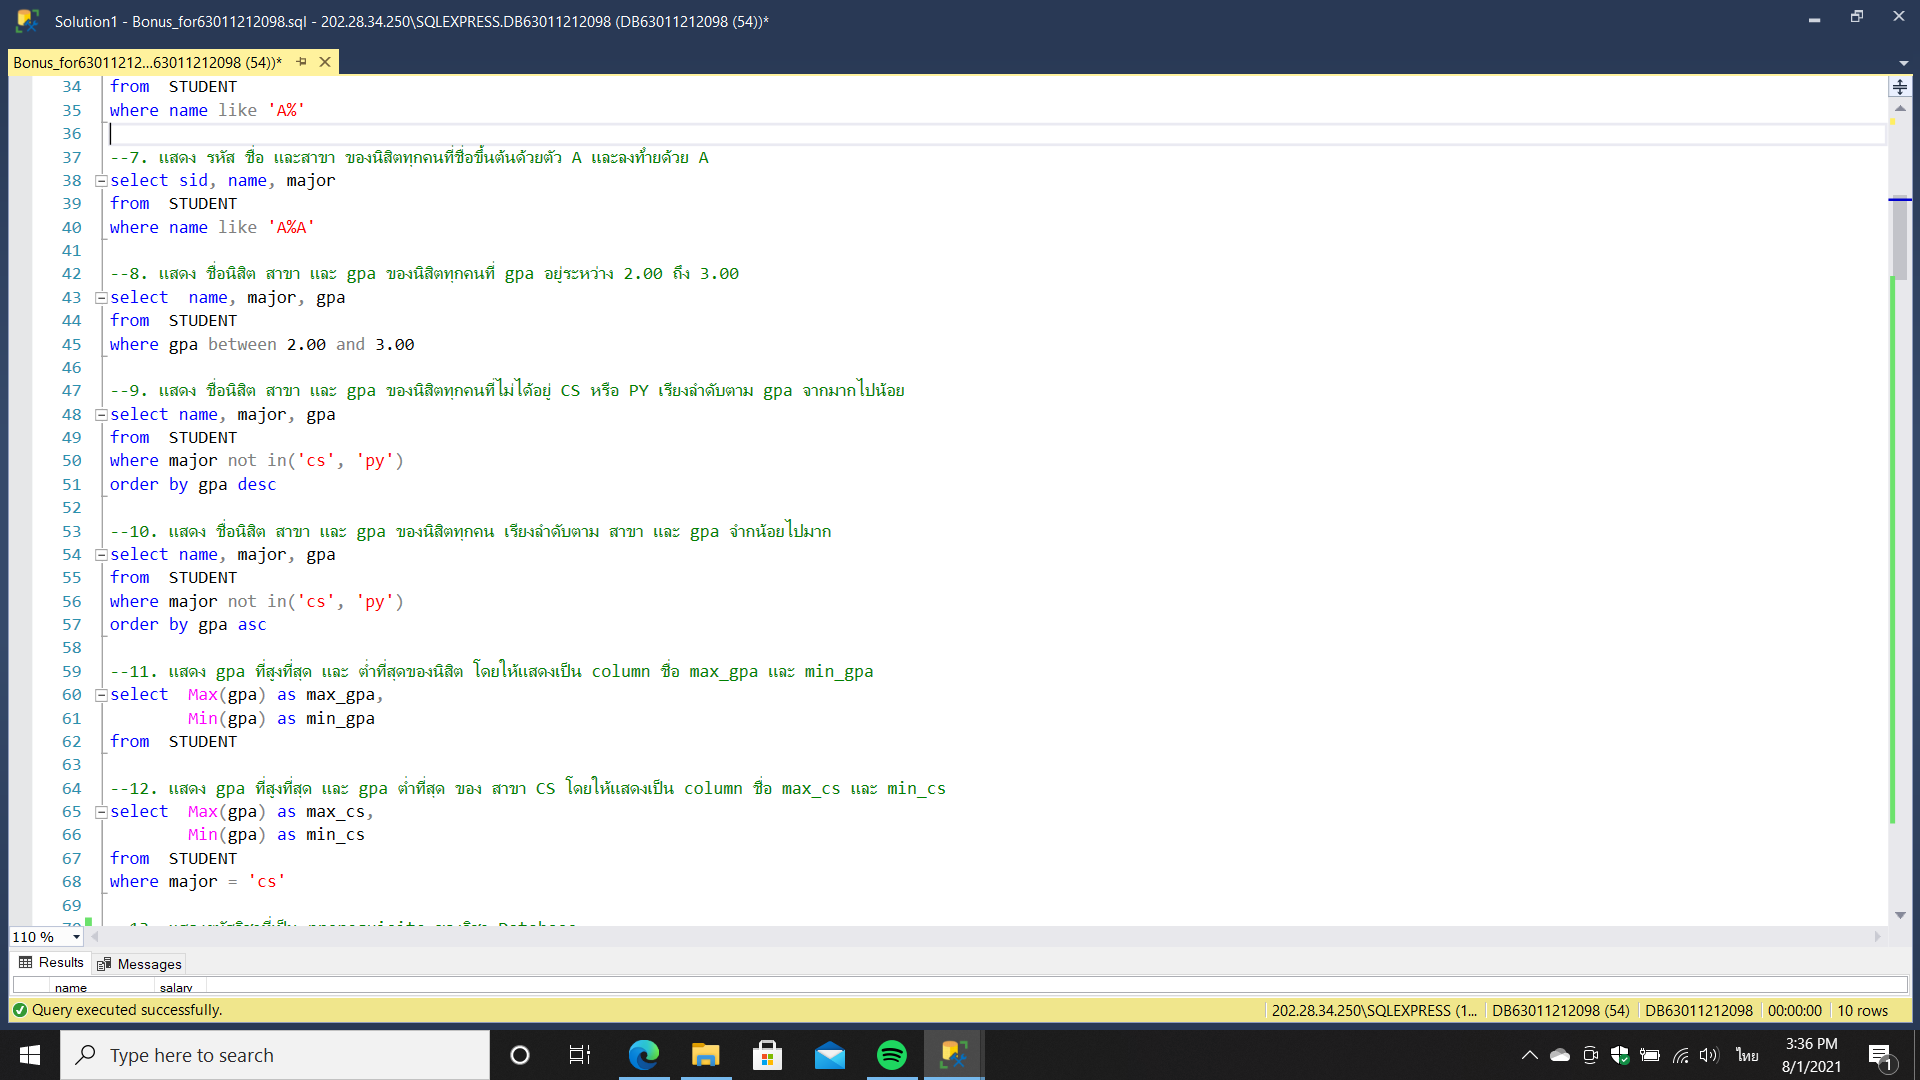 Solution1 - Bonus_for63011212098.sql - 202.28.34.250\SQLEXPRESS.DB63011212098 (DB63011212098 (54))*
Bonus_for63011212...63011212098 (54))*
34 from  STUDENT
35 where name like 'A%'
36
37 --7. แสดง รหัส ชื่อ และสาขา ของนิสิตทุกคนที่ชื่อขึ้นต้นด้วยตัว A และลงท้ายด้วย A
38 select sid, name, major
39 from  STUDENT
40 where name like 'A%A'
41
42 --8. แสดง ชื่อนิสิต สาขา และ gpa ของนิสิตทุกคนที่ gpa อยู่ระหว่าง 2.00 ถึง 3.00
43 select  name, major, gpa
44 from  STUDENT
45 where gpa between 2.00 and 3.00
46
47 --9. แสดง ชื่อนิสิต สาขา และ gpa ของนิสิตทุกคนที่ไม่ได้อยู่ CS หรือ PY เรียงลำดับตาม gpa จากมากไปน้อย
48 select name, major, gpa
49 from  STUDENT
50 where major not in('cs', 'py')
51 order by gpa desc
52
53 --10. แสดง ชื่อนิสิต สาขา และ gpa ของนิสิตทุกคน เรียงลำดับตาม สาขา และ gpa จำกน้อยไปมาก
54 select name, major, gpa
55 from  STUDENT
56 where major not in('cs', 'py')
57 order by gpa asc
58
59 --11. แสดง gpa ที่สูงที่สุด และ ต่ำที่สุดของนิสิต โดยให้แสดงเป็น column ชื่อ max_gpa และ min_gpa
60 select  Max(gpa) as max_gpa,
61 Min(gpa) as min_gpa
62 from  STUDENT
63
64 --12. แสดง gpa ที่สูงที่สุด และ gpa ต่ำที่สุด ของ สาขา CS โดยให้แสดงเป็น column ชื่อ max_cs และ min_cs
65 select  Max(gpa) as max_cs,
66 Min(gpa) as min_cs
67 from  STUDENT
68 where major = 'cs'
69
110 %
Results Messages
name salary
Query executed successfully. 202.28.34.250\SQLEXPRESS (1... DB63011212098 (54) DB63011212098 00:00:00 10 rows
Type here to search
ไทย
3:36 PM
8/1/2021
1